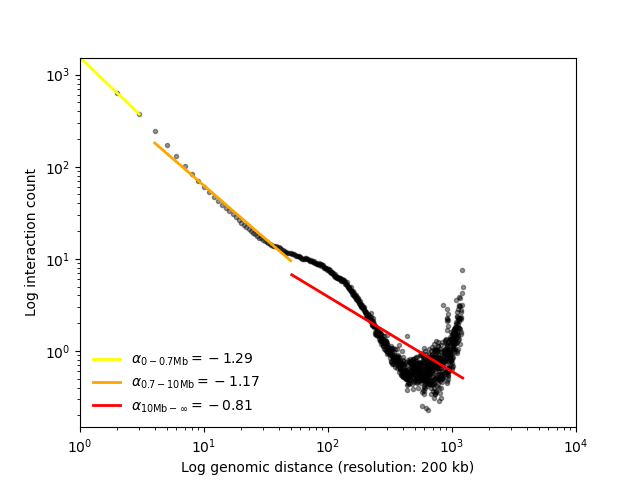 10³
10²
10¹
10⁰
Log interaction count
α₀₋₀.₇Mb = −1.29
α₀.₇₋₁₀Mb = −1.17
α₁₀Mb₋∞ = −0.81
10⁰ 10¹ 10² 10³ 10⁴
Log genomic distance (resolution: 200 kb)